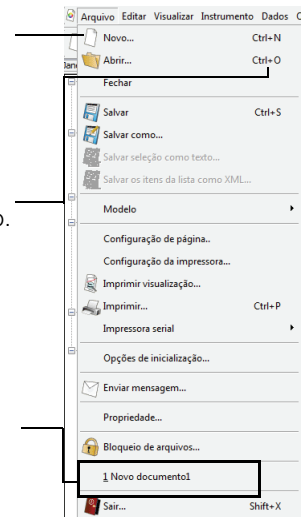 Arquivo Editar Visualizar Instrumento Dados
Novo... Ctrl+N
Abrir... Ctrl+O
Fechar
Salvar Ctrl+S
Salvar como...
Salvar seleção como texto...
Salvar os itens da lista como XML...
Modelo
o.
Configuração de página..
Configuração da impressora...
Imprimir visualização...
Imprimir... Ctrl+P
Impressora serial
Opções de inicialização...
Enviar mensagem...
Propriedade...
Bloqueio de arquivos...
1 Novo documento1
Sair... Shift+X